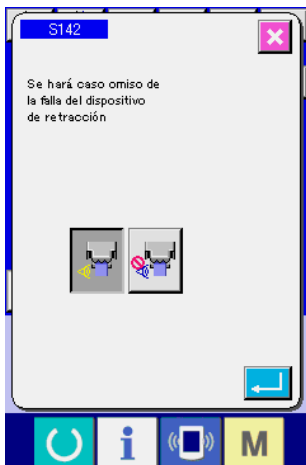 S142
Se hará caso omiso de
la falla del dispositivo
de retracción
i
M